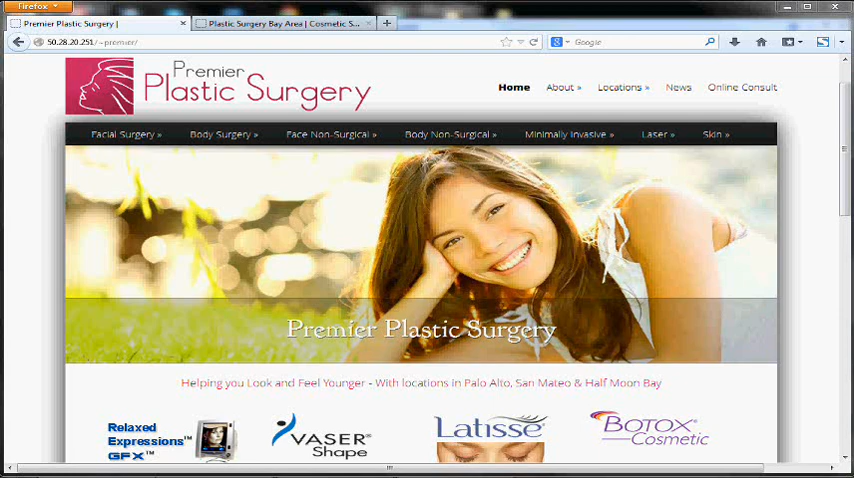 Firefox
Premier Plastic Surgery |
Plastic Surgery Bay Area | Cosmetic S...
50.28.20.251/~premier/
Google
Premier
Plastic Surgery
Home About » Locations » News Online Consult
Facial Surgery » Body Surgery » Face Non-Surgical » Body Non-Surgical » Minimally Invasive » Laser » Skin »
Premier Plastic Surgery
Helping you Look and Feel Younger - With locations in Palo Alto, San Mateo & Half Moon Bay
Relaxed
Expressions™
GFX™
VASER®
Shape
Latisse
BOTOX®
Cosmetic